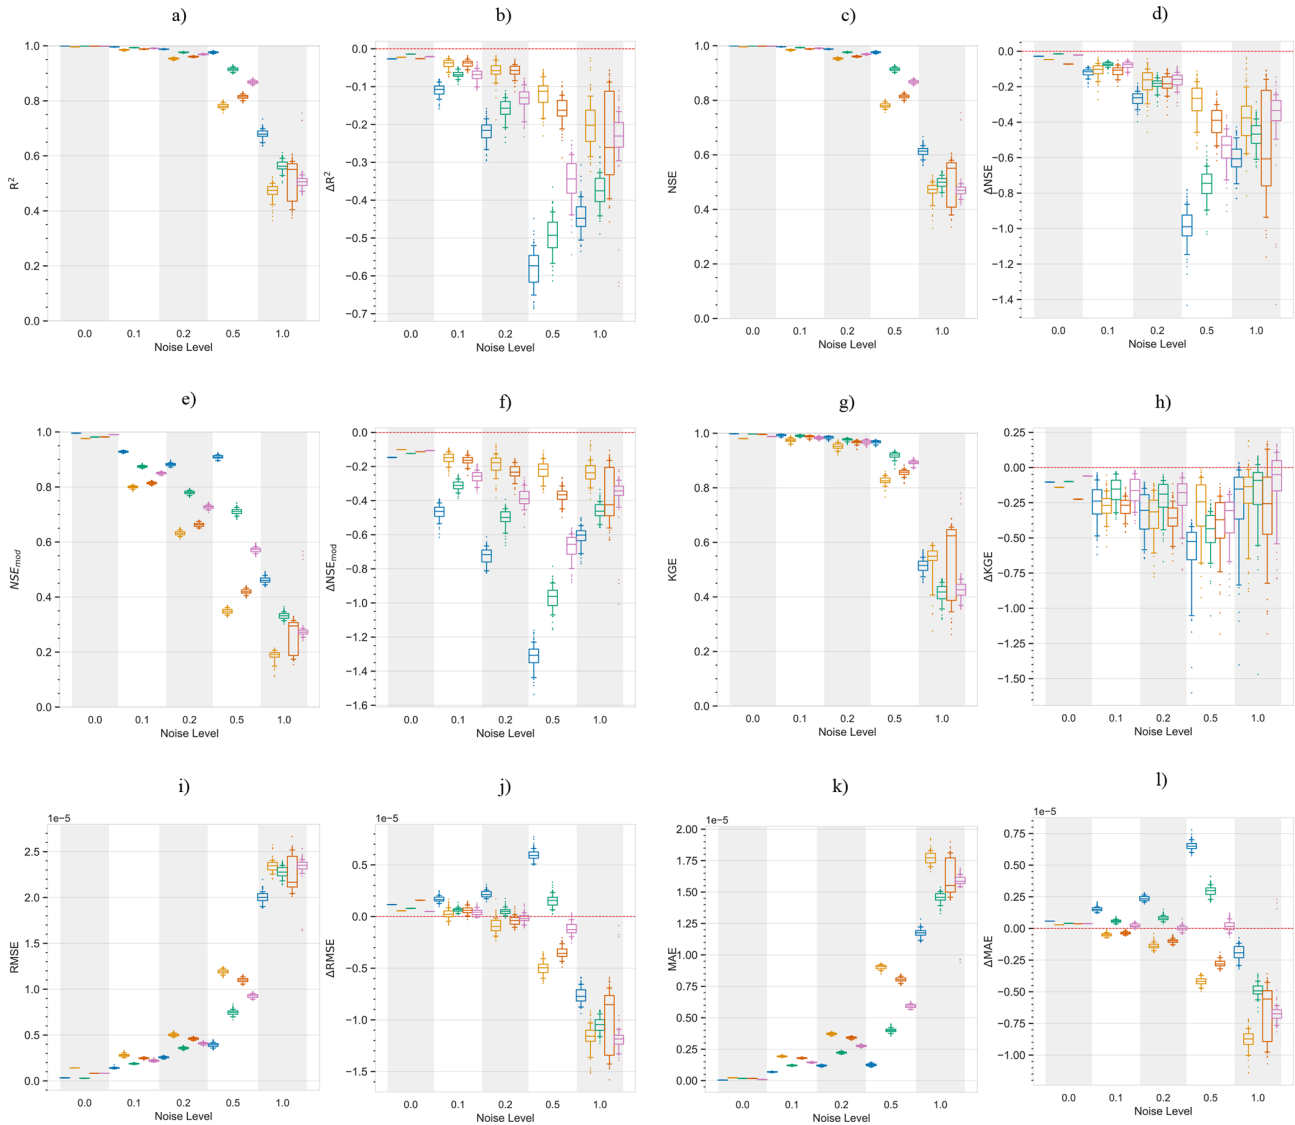 a)
1.0
0.8
0.6
0.4
0.2
0.0
R²
0.0 0.1 0.2 0.5 1.0
Noise Level
b)
0.0
−0.1
−0.2
−0.3
−0.4
−0.5
−0.6
−0.7
ΔR²
0.0 0.1 0.2 0.5 1.0
Noise Level
c)
1.0
0.8
0.6
0.4
0.2
0.0
NSE
0.0 0.1 0.2 0.5 1.0
Noise Level
d)
0.0
−0.2
−0.4
−0.6
−0.8
−1.0
−1.2
−1.4
ΔNSE
0.0 0.1 0.2 0.5 1.0
Noise Level
e)
1.0
0.8
0.6
0.4
0.2
0.0
NSEmod
0.0 0.1 0.2 0.5 1.0
Noise Level
f)
0.0
−0.2
−0.4
−0.6
−0.8
−1.0
−1.2
−1.4
−1.6
ΔNSEmod
0.0 0.1 0.2 0.5 1.0
Noise Level
g)
1.0
0.8
0.6
0.4
0.2
0.0
KGE
0.0 0.1 0.2 0.5 1.0
Noise Level
h)
0.25
0.00
−0.25
−0.50
−0.75
−1.00
−1.25
−1.50
ΔKGE
0.0 0.1 0.2 0.5 1.0
Noise Level
i)
1e−5
2.5
2.0
1.5
1.0
0.5
0.0
RMSE
0.0 0.1 0.2 0.5 1.0
Noise Level
j)
1e−5
0.5
0.0
−0.5
−1.0
−1.5
ΔRMSE
0.0 0.1 0.2 0.5 1.0
Noise Level
k)
1e−5
2.00
1.75
1.50
1.25
1.00
0.75
0.50
0.25
0.00
MAE
0.0 0.1 0.2 0.5 1.0
Noise Level
l)
1e−5
0.75
0.50
0.25
0.00
−0.25
−0.50
−0.75
−1.00
ΔMAE
0.0 0.1 0.2 0.5 1.0
Noise Level